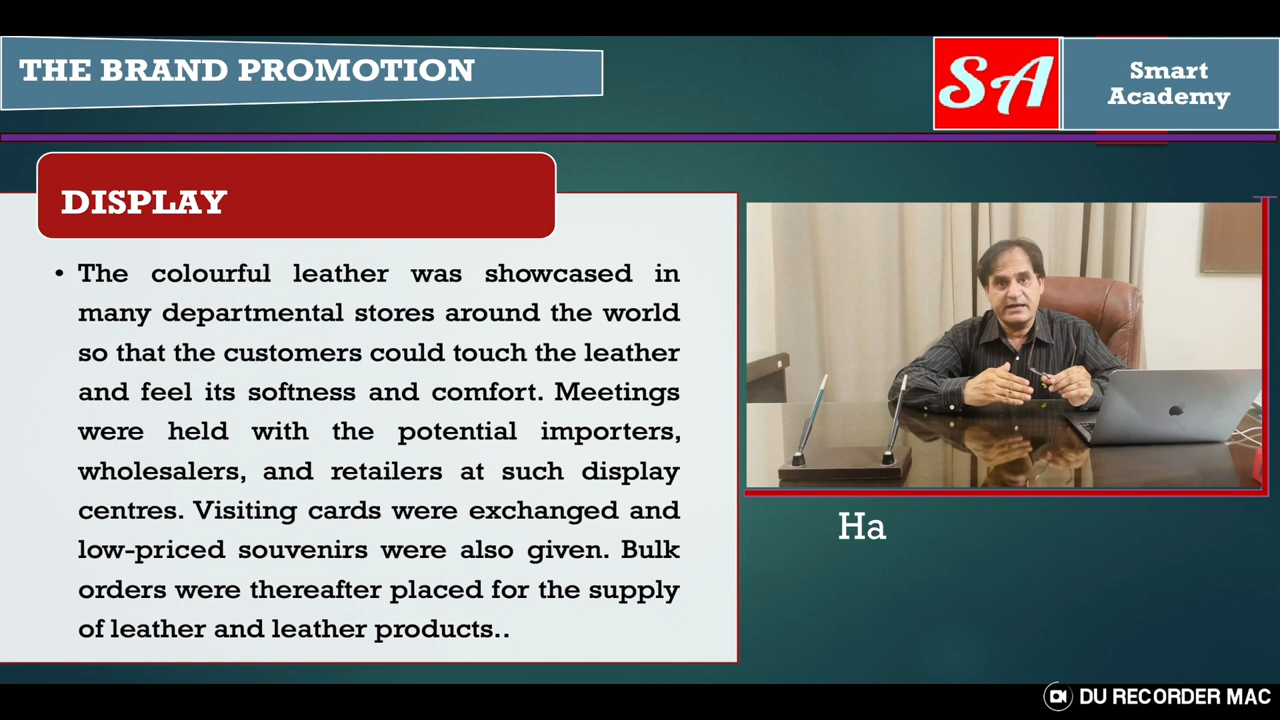 THE BRAND PROMOTION
SA
Smart
Academy
DISPLAY
• The colourful leather was showcased in
many departmental stores around the world
so that the customers could touch the leather
and feel its softness and comfort. Meetings
were held with the potential importers,
wholesalers, and retailers at such display
centres. Visiting cards were exchanged and
low-priced souvenirs were also given. Bulk
orders were thereafter placed for the supply
of leather and leather products..
Ha
DU RECORDER MAC